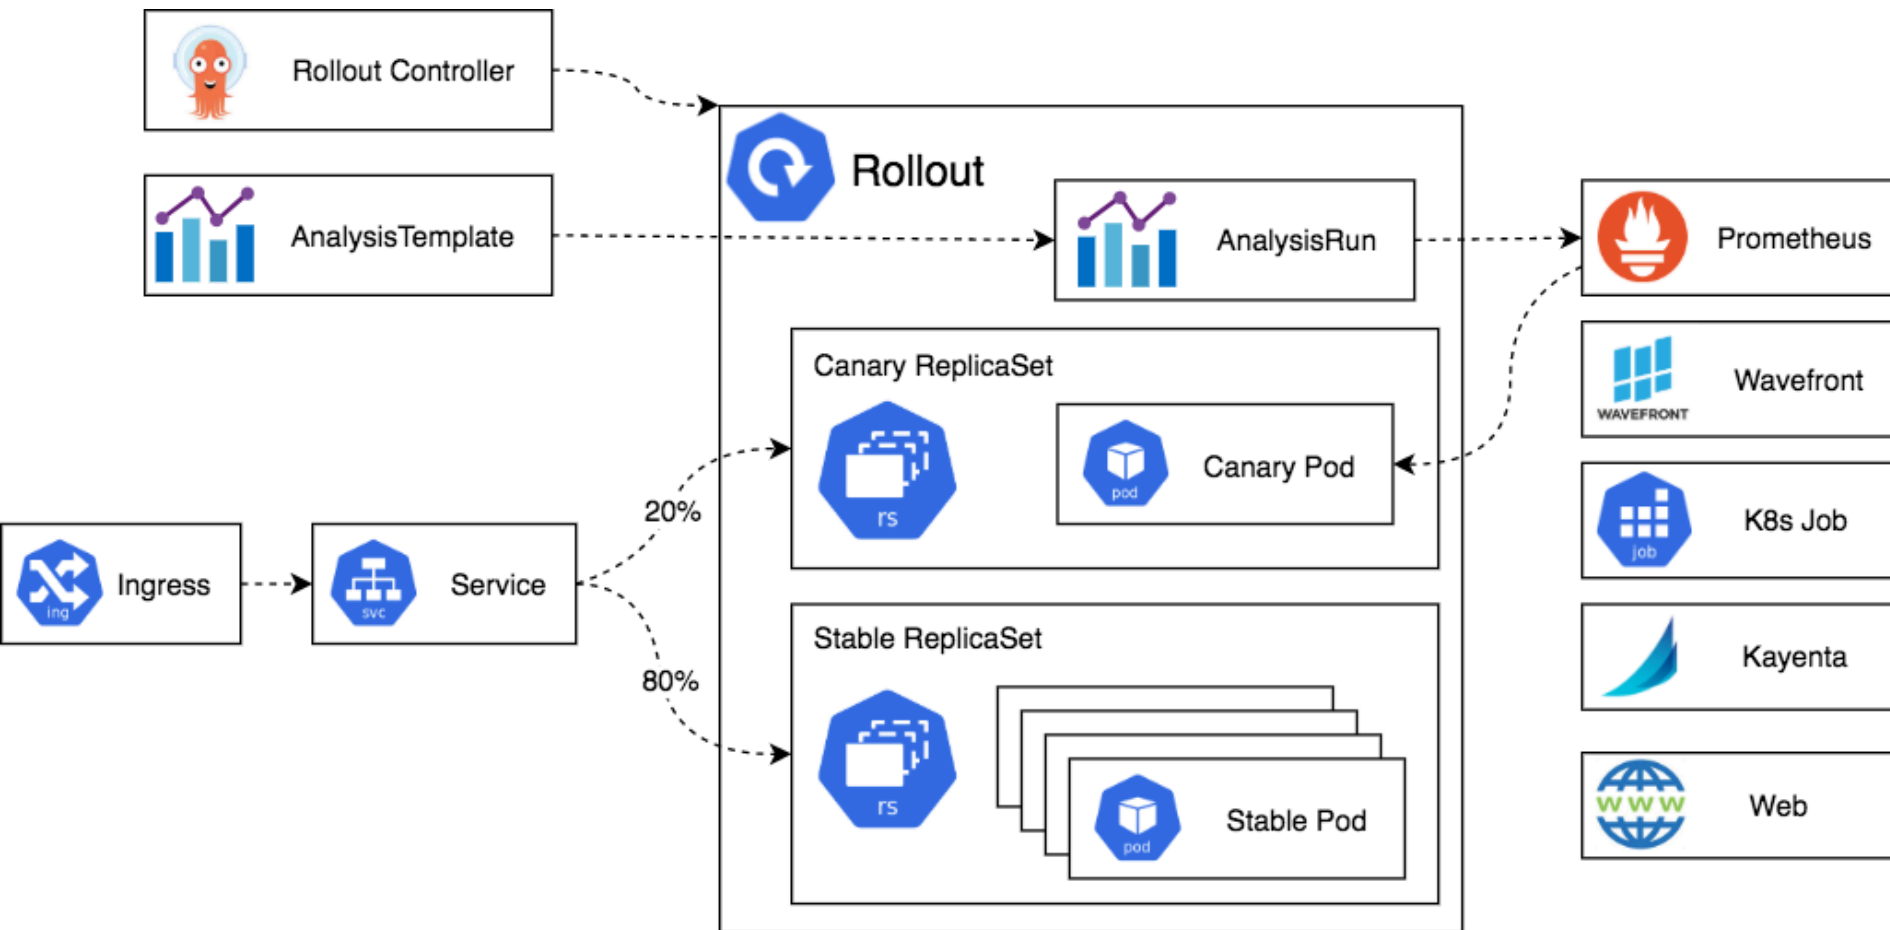 Rollout Controller
AnalysisTemplate
Rollout
AnalysisRun
Prometheus
Canary ReplicaSet
rs
pod
Canary Pod
WAVEFRONT
Wavefront
20%
job
K8s Job
ing
Ingress
svc
Service
Stable ReplicaSet
80%
rs
pod
Stable Pod
Kayenta
WWW
Web